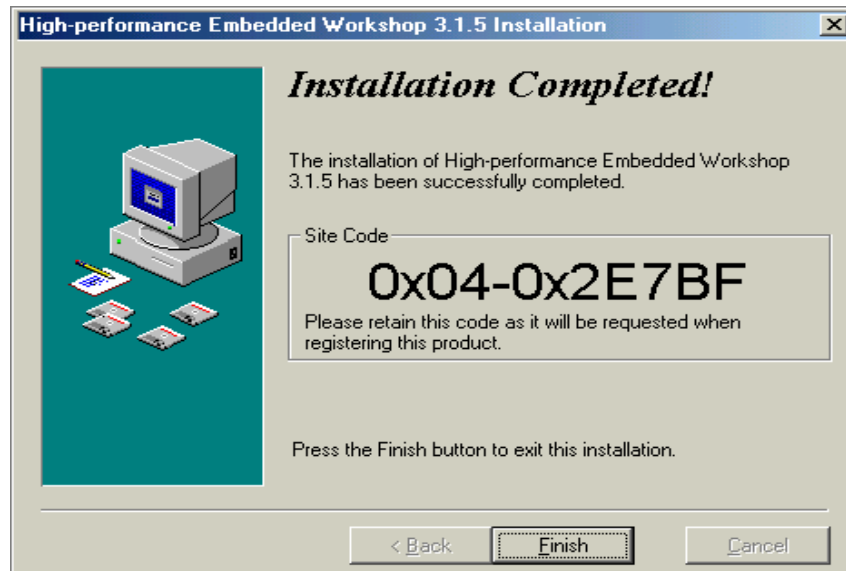 High-performance Embedded Workshop 3.1.5 Installation
Installation Completed!
The installation of High-performance Embedded Workshop
3.1.5 has been successfully completed.
Site Code
0x04-0x2E7BF
Please retain this code as it will be requested when
registering this product.
Press the Finish button to exit this installation.
< Back Finish Cancel